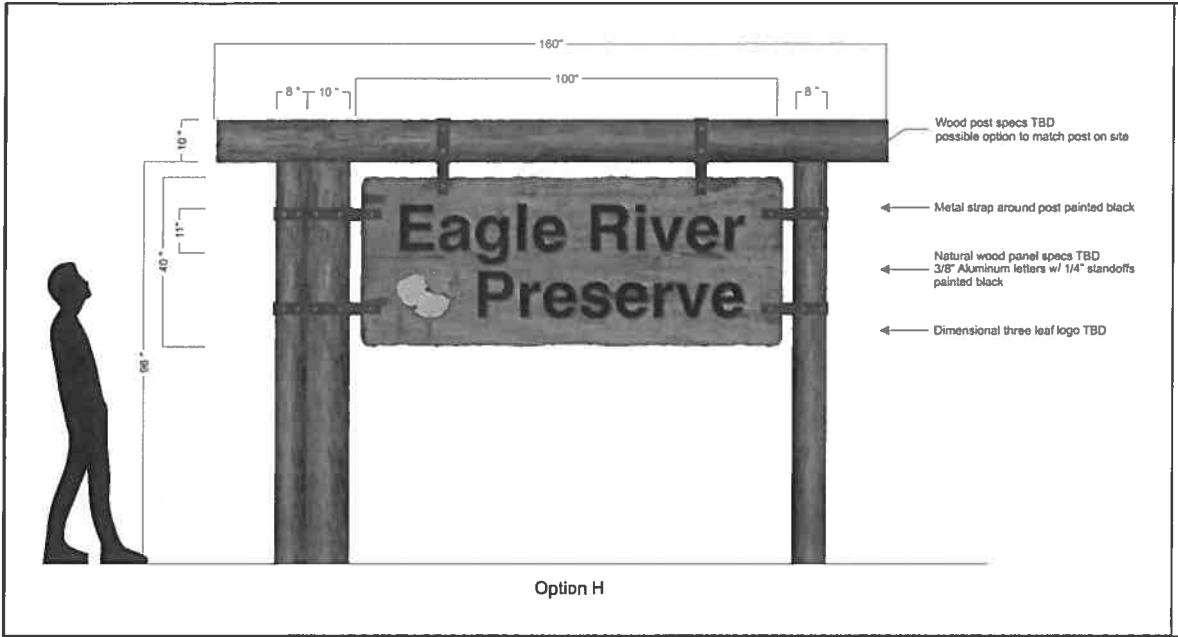 160"
100"
8" 10" 8"
10"
Wood post specs TBD
possible option to match post on site
Metal strap around post painted black
11"
40"
96"
Eagle River
Preserve
Natural wood panel specs TBD
3/8" Aluminum letters w/ 1/4" standoffs
painted black
Dimensional three leaf logo TBD
Option H